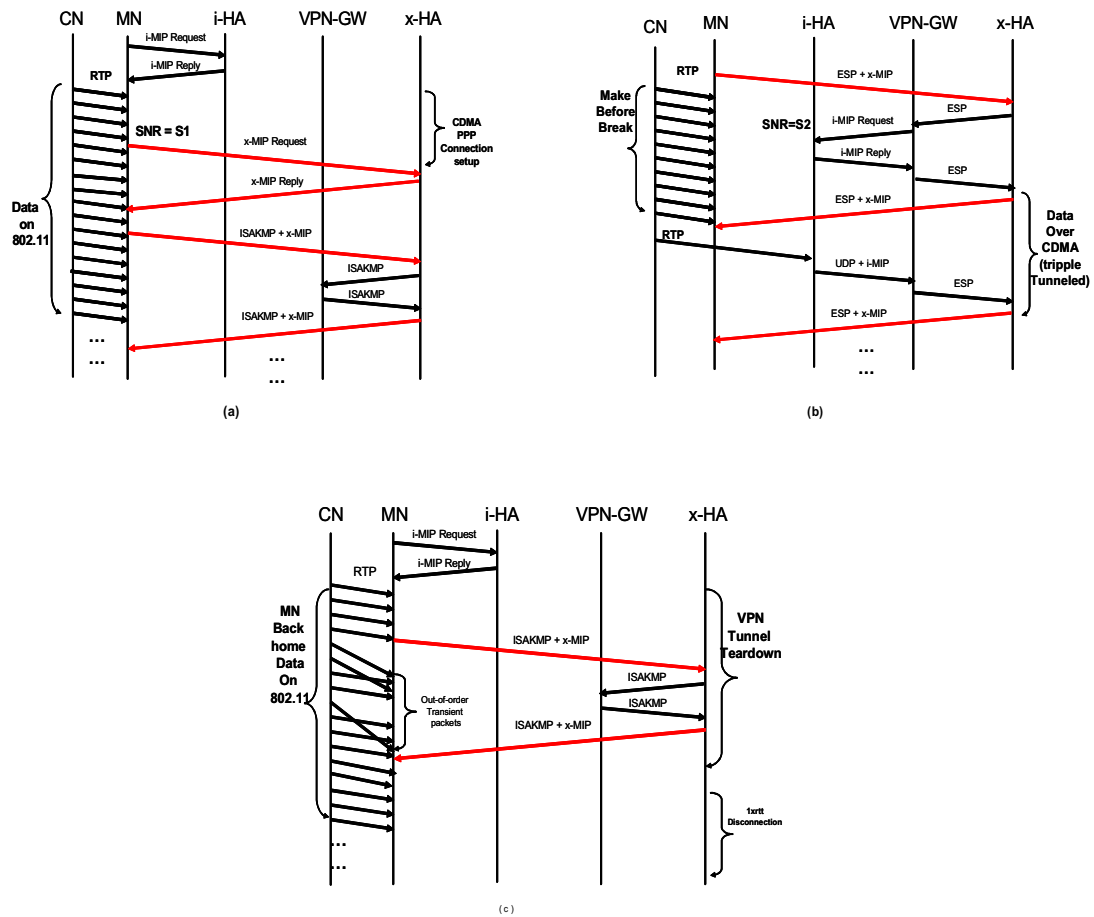 CN MN i-HA VPN-GW x-HA
i-MIP Request
i-MIP Reply
RTP
SNR = S1
CDMA
PPP
Connection
setup
x-MIP Request
x-MIP Reply
Data
on
802.11
ISAKMP + x-MIP
ISAKMP
ISAKMP
ISAKMP + x-MIP
...
...
...
...
(a)
CN MN i-HA VPN-GW x-HA
RTP
ESP + x-MIP
Make
Before
Break
ESP
i-MIP Request
SNR=S2
i-MIP Reply
ESP
ESP + x-MIP
RTP
Data
Over
CDMA
(tripple
Tunneled)
UDP + i-MIP
ESP
ESP + x-MIP
...
...
(b)
CN MN i-HA VPN-GW x-HA
i-MIP Request
i-MIP Reply
RTP
MN
Back
home
Data
On
802.11
ISAKMP + x-MIP
VPN
Tunnel
Teardown
ISAKMP
ISAKMP
Out-of-order
Transient
packets
ISAKMP + x-MIP
1xrtt
Disconnection
...
...
(c)